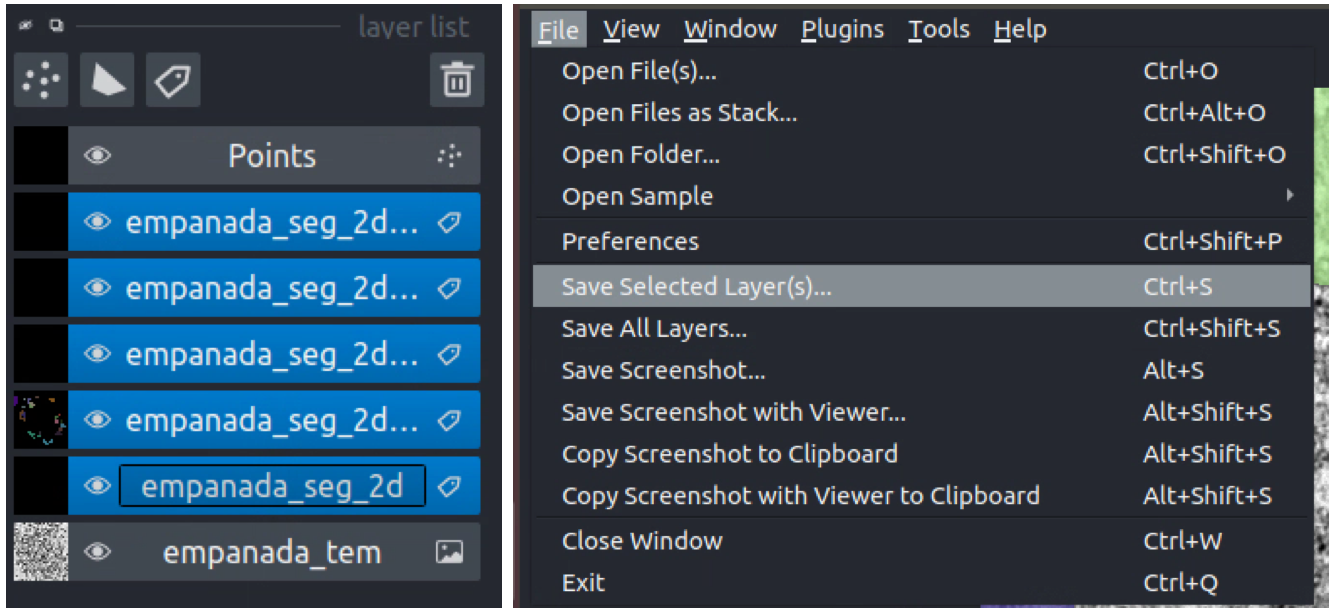 layer list
Points
empanada_seg_2d...
empanada_seg_2d...
empanada_seg_2d...
empanada_seg_2d...
empanada_seg_2d
empanada_tem
File View Window Plugins Tools Help
Open File(s)... Ctrl+O
Open Files as Stack... Ctrl+Alt+O
Open Folder... Ctrl+Shift+O
Open Sample
Preferences Ctrl+Shift+P
Save Selected Layer(s)... Ctrl+S
Save All Layers... Ctrl+Shift+S
Save Screenshot... Alt+S
Save Screenshot with Viewer... Alt+Shift+S
Copy Screenshot to Clipboard Alt+Shift+S
Copy Screenshot with Viewer to Clipboard Alt+Shift+S
Close Window Ctrl+W
Exit Ctrl+Q